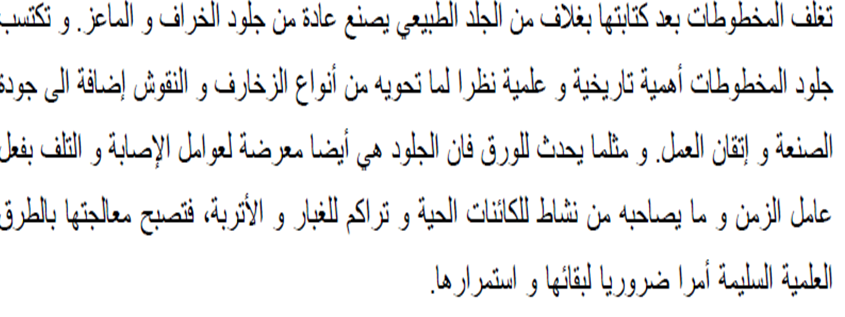 تغلف المخطوطات بعد كتابتها بغلاف من الجلد الطبيعي يصنع عادة من جلود الخراف و الماعز. و تكتسب
جلود المخطوطات أهمية تاريخية و علمية نظرا لما تحويه من أنواع الزخارف و النقوش إضافة الى جودة
الصنعة و إتقان العمل. و مثلما يحدث للورق فان الجلود هي أيضا معرضة لعوامل الإصابة و التلف بفعل
عامل الزمن و ما يصاحبه من نشاط للكائنات الحية و تراكم للغبار و الأتربة، فتصبح معالجتها بالطرق
العلمية السليمة أمرا ضروريا لبقائها و استمرارها.